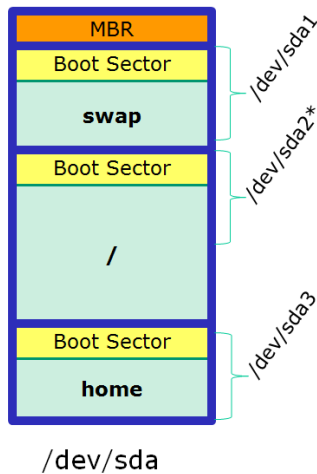 MBR
Boot Sector
swap
/dev/sda1
Boot Sector
/
/dev/sda2*
Boot Sector
home
/dev/sda3
/dev/sda